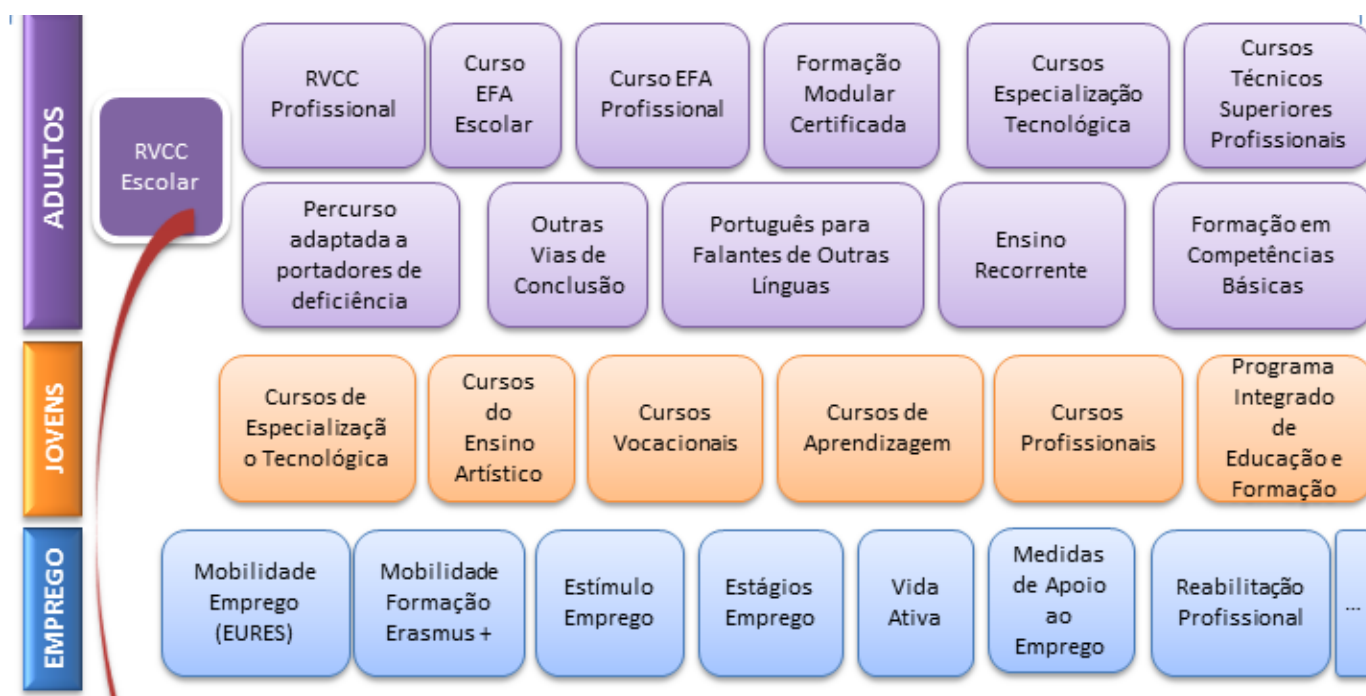 ADULTOS
RVCC
Escolar
RVCC
Profissional
Curso
EFA
Escolar
Curso EFA
Profissional
Formação
Modular
Certificada
Cursos
Especialização
Tecnológica
Cursos
Técnicos
Superiores
Profissionais
Percurso
adaptada a
portadores de
deficiência
Outras
Vias de
Conclusão
Português para
Falantes de Outras
Línguas
Ensino
Recorrente
Formação em
Competências
Básicas
JOVENS
Cursos de
Especializaçã
o Tecnológica
Cursos
do
Ensino
Artístico
Cursos
Vocacionais
Cursos de
Aprendizagem
Cursos
Profissionais
Programa
Integrado
de
Educação e
Formação
EMPREGO
Mobilidade
Emprego
(EURES)
Mobilidade
Formação
Erasmus +
Estímulo
Emprego
Estágios
Emprego
Vida
Ativa
Medidas
de Apoio
ao
Emprego
Reabilitação
Profissional
...